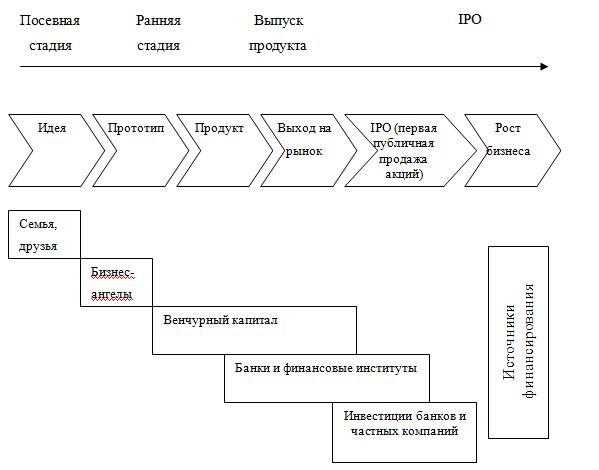 Посевная
стадия
Ранняя
стадия
Выпуск
продукта
IPO
Идея
Прототип
Продукт
Выход на
рынок
IPO (первая
публичная
продажа
акций)
Рост
бизнеса
Семья,
друзья
Бизнес-
ангелы
Венчурный капитал
Банки и финансовые институты
Инвестиции банков и
частных компаний
Источники
финансирования